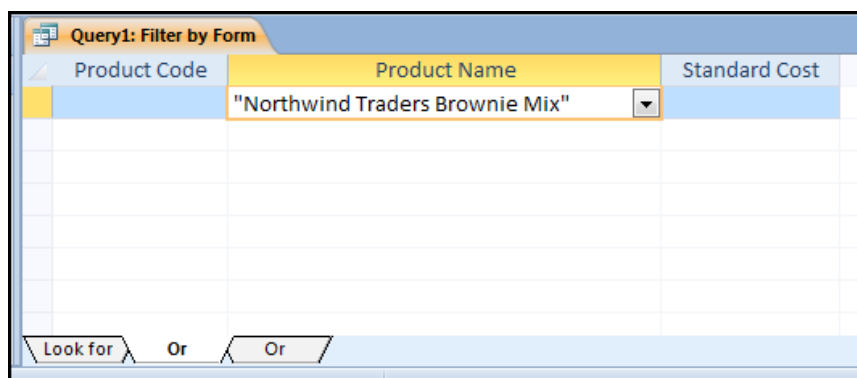 Query1: Filter by Form
Product Code Product Name Standard Cost
"Northwind Traders Brownie Mix"
Look for Or Or